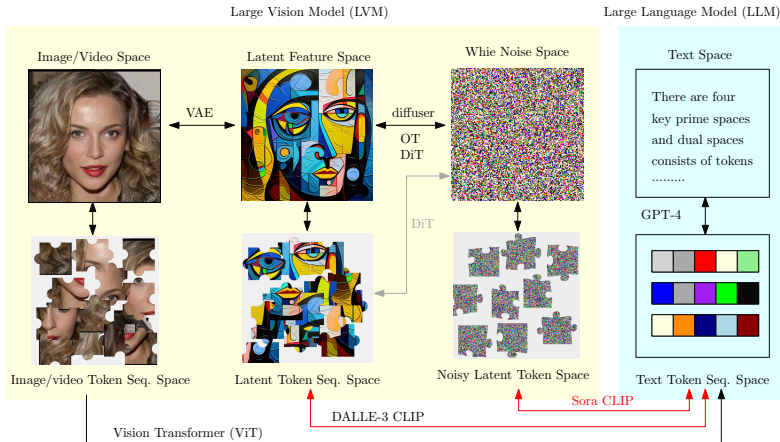 Large Vision Model (LVM)
Large Language Model (LLM)
Image/Video Space
Latent Feature Space
Whie Noise Space
Text Space
VAE
diffuser
OT
DiT
There are four
key prime spaces
and dual spaces
consists of tokens
.........
DiT
GPT-4
Image/video Token Seq. Space
Latent Token Seq. Space
Noisy Latent Token Space
Text Token Seq. Space
Sora CLIP
DALLE-3 CLIP
Vision Transformer (ViT)